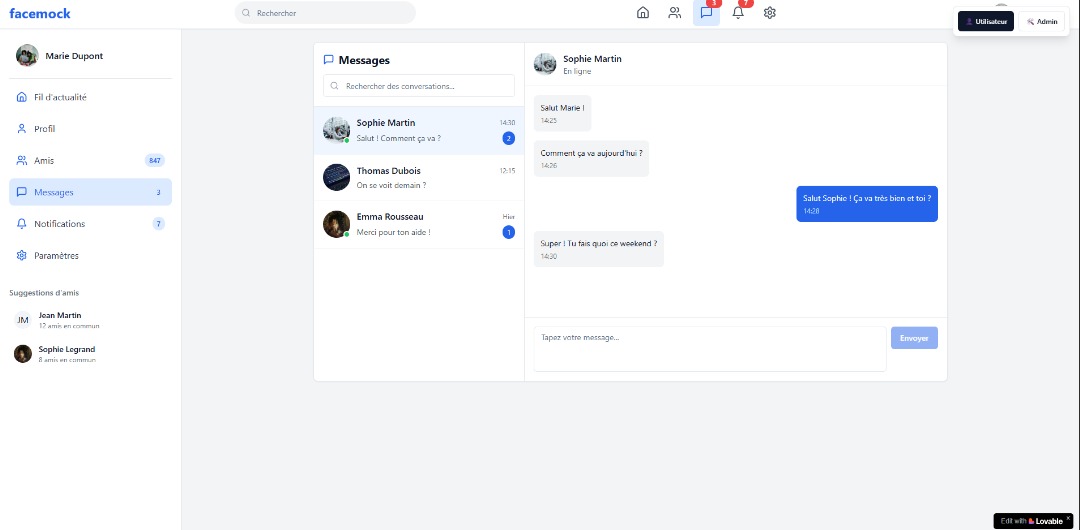 facemock
Rechercher
3
7
Utilisateur
Admin
Marie Dupont
Fil d'actualité
Profil
Amis
847
Messages
3
Notifications
7
Paramètres
Suggestions d'amis
JM
Jean Martin
12 amis en commun
Sophie Legrand
8 amis en commun
Messages
Rechercher des conversations...
Sophie Martin
14:30
Salut ! Comment ça va ?
2
Thomas Dubois
12:15
On se voit demain ?
Emma Rousseau
Hier
Merci pour ton aide !
1
Sophie Martin
En ligne
Salut Marie !
14:25
Comment ça va aujourd'hui ?
14:26
Salut Sophie ! Ça va très bien et toi ?
14:28
Super ! Tu fais quoi ce weekend ?
14:30
Tapez votre message...
Envoyer
Edit with Lovable